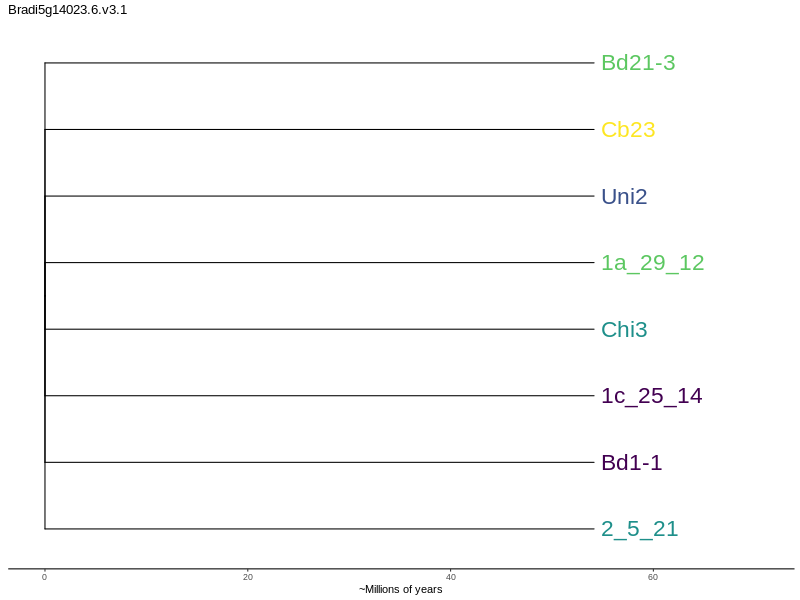 Bradi5g14023.6.v3.1
Bd21-3
Cb23
Uni2
1a_29_12
Chi3
1c_25_14
Bd1-1
2_5_21
0 20 40 60
~Millions of years